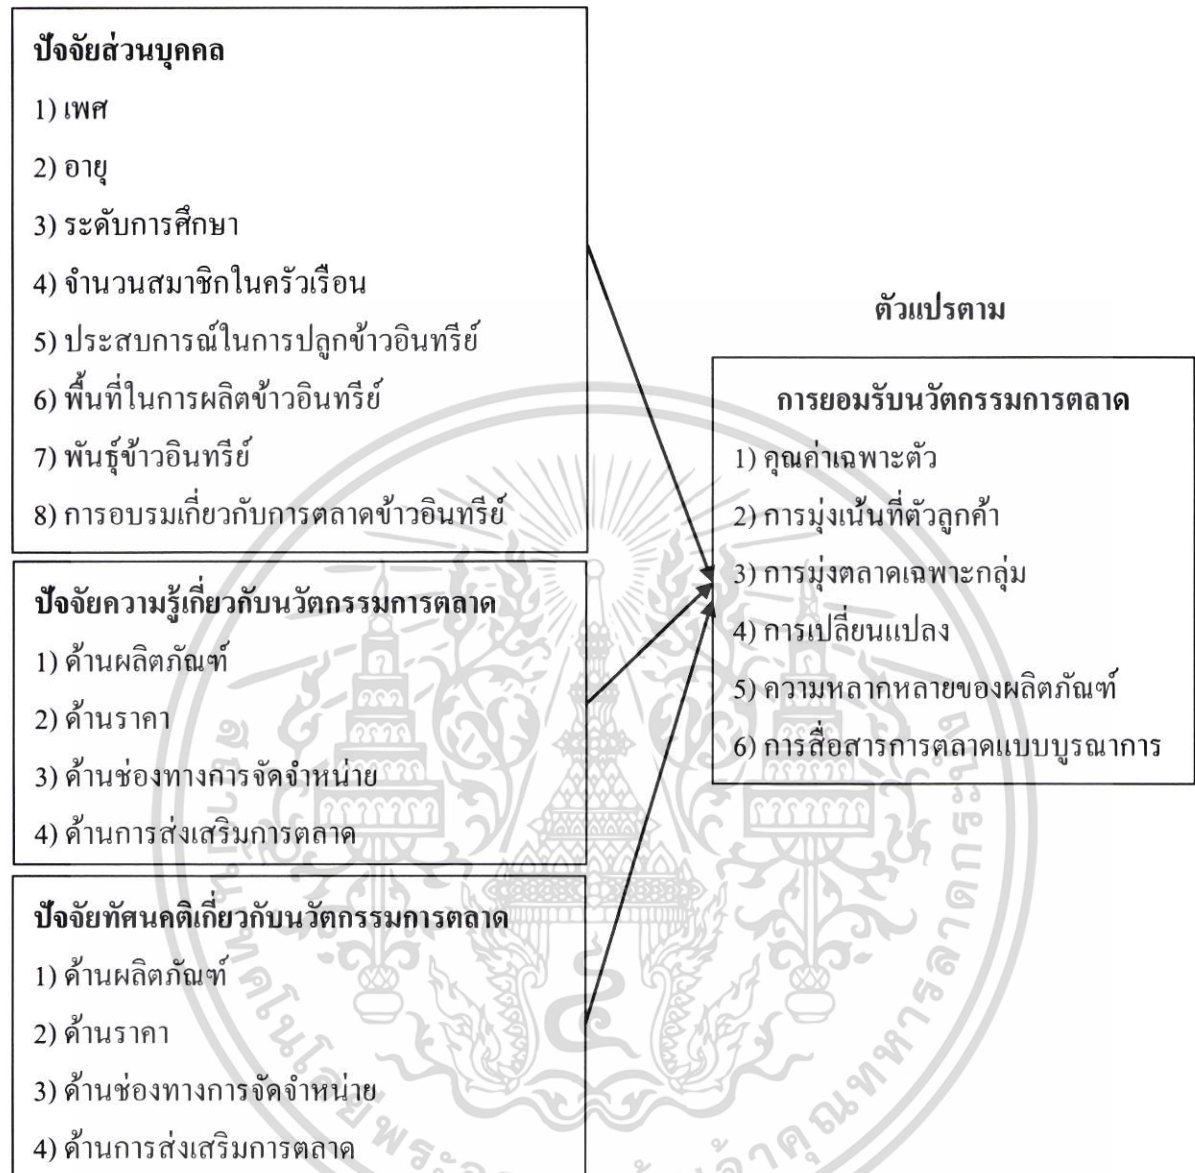 ปัจจัยส่วนบุคคล
1) เพศ
2) อายุ
3) ระดับการศึกษา
4) จำนวนสมาชิกในครัวเรือน
5) ประสบการณ์ในการปลูกข้าวอินทรีย์
6) พื้นที่ในการผลิตข้าวอินทรีย์
7) พันธุ์ข้าวอินทรีย์
8) การอบรมเกี่ยวกับการตลาดข้าวอินทรีย์
ปัจจัยความรู้เกี่ยวกับนวัตกรรมการตลาด
1) ด้านผลิตภัณฑ์
2) ด้านราคา
3) ด้านช่องทางการจัดจำหน่าย
4) ด้านการส่งเสริมการตลาด
ปัจจัยทัศนคติเกี่ยวกับนวัตกรรมการตลาด
1) ด้านผลิตภัณฑ์
2) ด้านราคา
3) ด้านช่องทางการจัดจำหน่าย
4) ด้านการส่งเสริมการตลาด
ตัวแปรตาม
การยอมรับนวัตกรรมการตลาด
1) คุณค่าเฉพาะตัว
2) การมุ่งเน้นที่ตัวลูกค้า
3) การมุ่งตลาดเฉพาะกลุ่ม
4) การเปลี่ยนแปลง
5) ความหลากหลายของผลิตภัณฑ์
6) การสื่อสารการตลาดแบบบูรณาการ